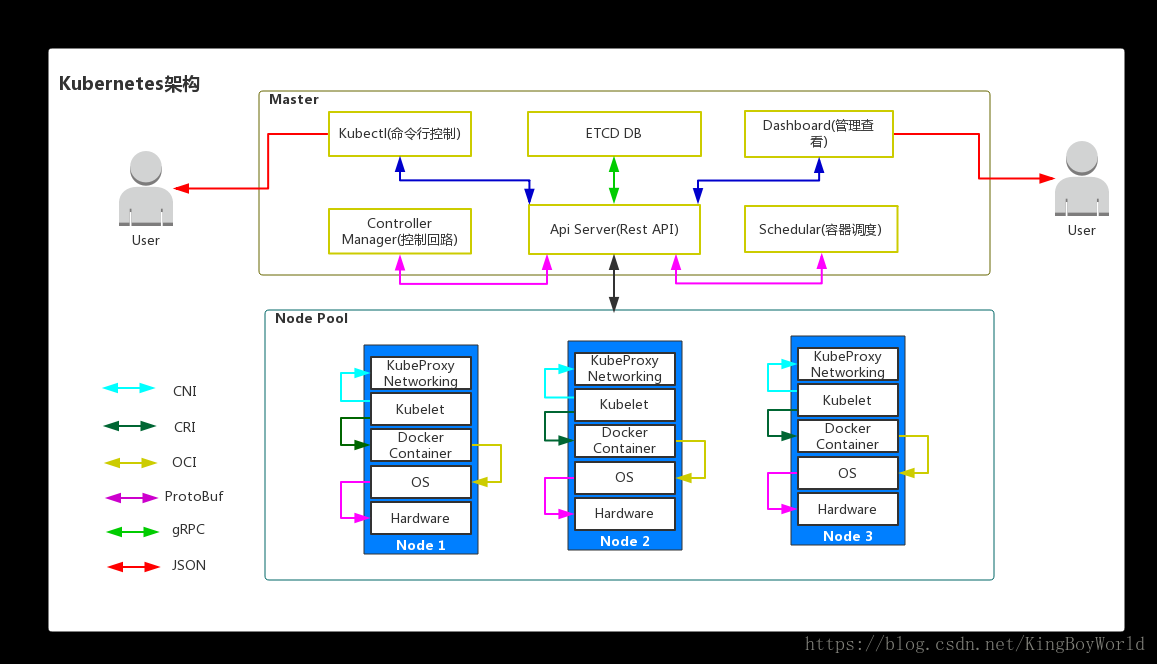 Kubernetes架构
Master
Kubectl(命令行控制)
ETCD DB
Dashboard(管理查
看)
User
User
Controller
Manager(控制回路)
Api Server(Rest API)
Schedular(容器调度)
Node Pool
KubeProxy
Networking
Kubelet
Docker
Container
OS
Hardware
Node 1
KubeProxy
Networking
Kubelet
Docker
Container
OS
Hardware
Node 2
KubeProxy
Networking
Kubelet
Docker
Container
OS
Hardware
Node 3
CNI
CRI
OCI
ProtoBuf
gRPC
JSON
https://blog.csdn.net/KingBoyWorld